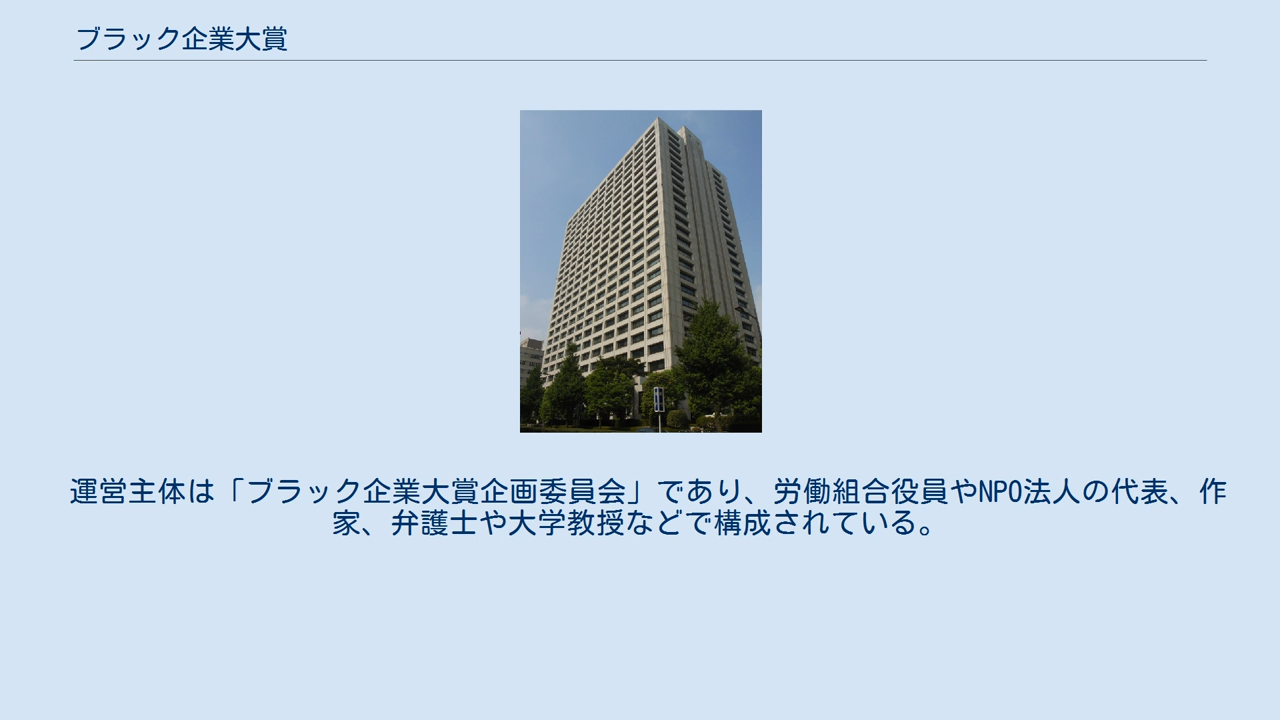 ブラック企業大賞
運営主体は「ブラック企業大賞企画委員会」であり、労働組合役員やNPO法人の代表、作
家、弁護士や大学教授などで構成されている。